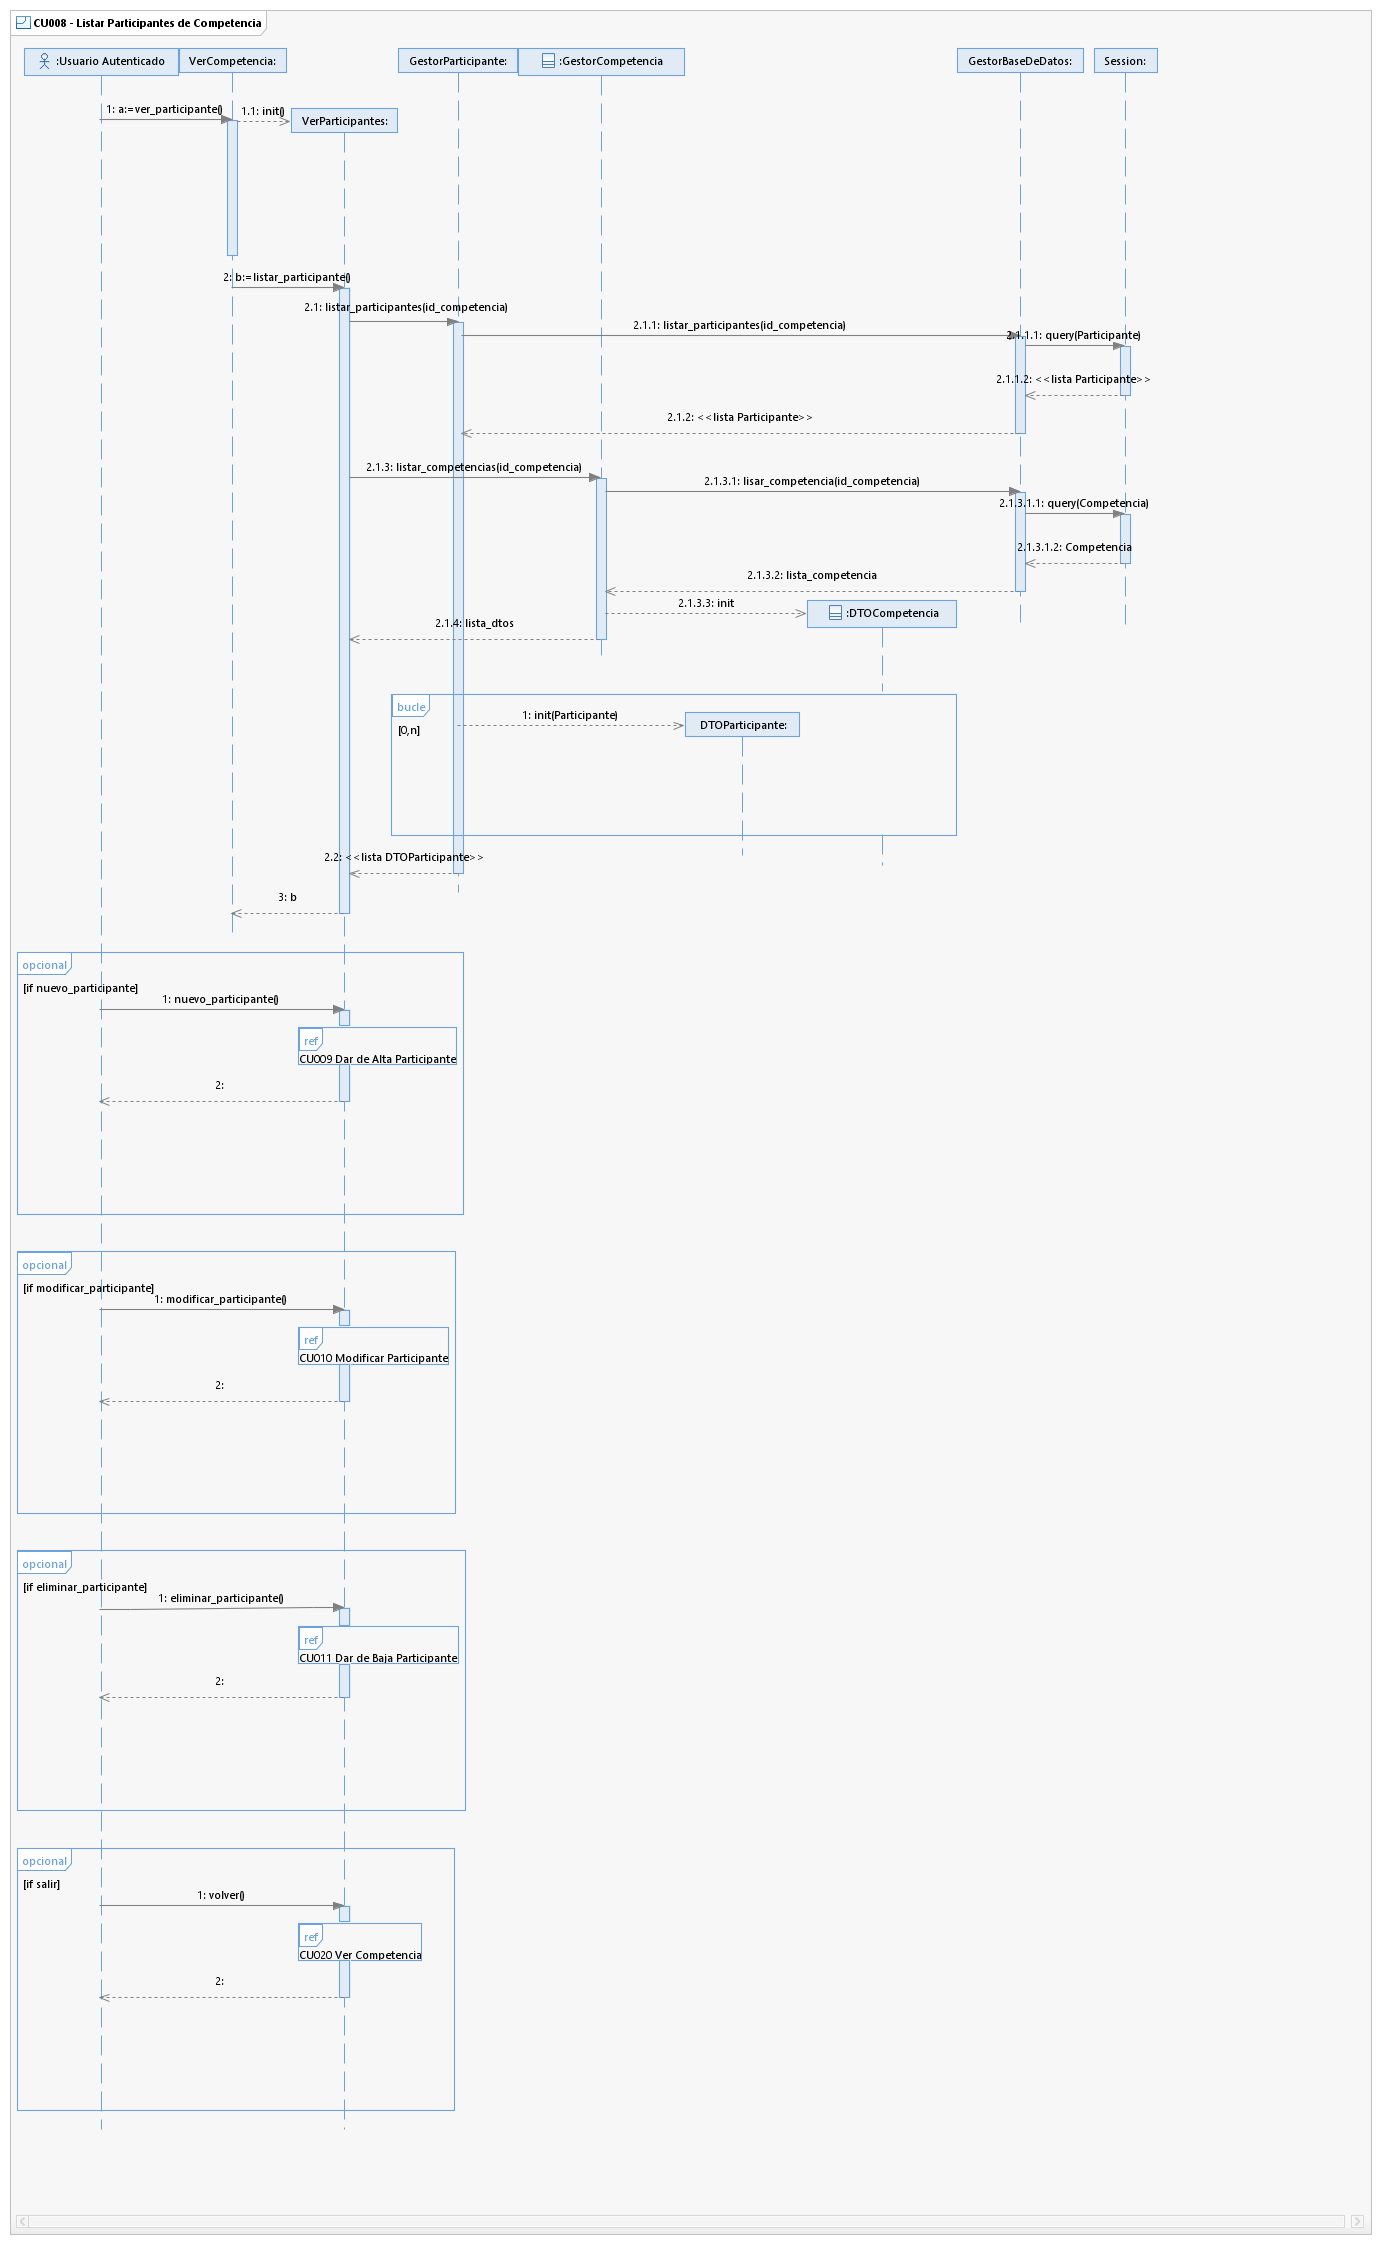 CU008 - Listar Participantes de Competencia
:Usuario Autenticado
VerCompetencia:
GestorParticipante:
:GestorCompetencia
GestorBaseDeDatos:
Session:
1: a:=ver_participante()
1.1: init()
VerParticipantes:
2: b:=listar_participante()
2.1: listar_participantes(id_competencia)
2.1.1: listar_participantes(id_competencia)
2.1.1.1: query(Participante)
2.1.1.2: <<lista Participante>>
2.1.2: <<lista Participante>>
2.1.3: listar_competencias(id_competencia)
2.1.3.1: lisar_competencia(id_competencia)
2.1.3.1.1: query(Competencia)
2.1.3.1.2: Competencia
2.1.3.2: lista_competencia
2.1.3.3: init
:DTOCompetencia
2.1.4: lista_dtos
bucle
[0,n]
1: init(Participante)
DTOParticipante:
2.2: <<lista DTOParticipante>>
3: b
opcional
[if nuevo_participante]
1: nuevo_participante()
ref
CU009 Dar de Alta Participante
2:
opcional
[if modificar_participante]
1: modificar_participante()
ref
CU010 Modificar Participante
2:
opcional
[if eliminar_participante]
1: eliminar_participante()
ref
CU011 Dar de Baja Participante
2:
opcional
[if salir]
1: volver()
ref
CU020 Ver Competencia
2: